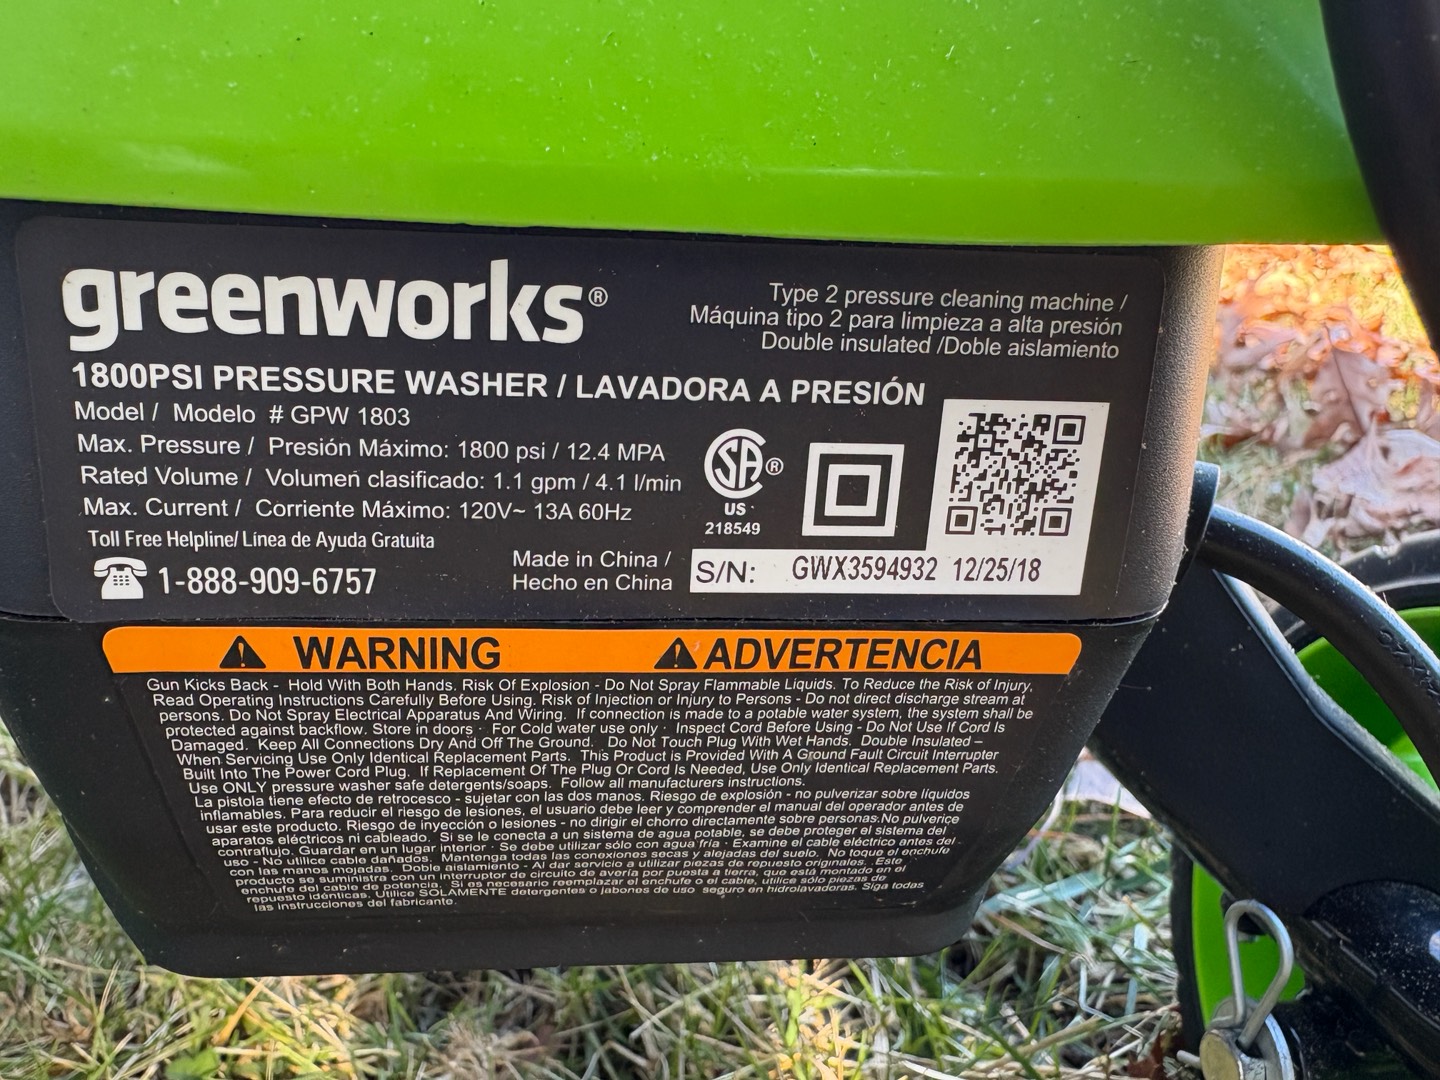 greenworks®
Type 2 pressure cleaning machine /
Máquina tipo 2 para limpieza a alta presión
Double insulated /Doble aislamiento
1800PSI PRESSURE WASHER / LAVADORA A PRESIÓN
Model / Modelo # GPW 1803
Max. Pressure / Presión Máximo: 1800 psi / 12.4 MPA
Rated Volume / Volumen clasificado: 1.1 gpm / 4.1 l/min
Max. Current / Corriente Máximo: 120V~ 13A 60Hz
Toll Free Helpline/ Linea de Ayuda Gratuita
1-888-909-6757
Made in China /
Hecho en China
SA®
US
218549
S/N: GWX3594932 12/25/18
WARNING
ADVERTENCIA
Gun Kicks Back - Hold With Both Hands. Risk Of Explosion - Do Not Spray Flammable Liquids. To Reduce the Risk of Injury,
Read Operating Instructions Carefully Before Using. Risk of Injection or Injury to Persons - Do not direct discharge stream at
persons. Do Not Spray Electrical Apparatus And Wiring. If connection is made to a potable water system, the system shall be
protected against backflow. Store in doors · For Cold water use only · Inspect Cord Before Using - Do Not Use If Cord Is
Damaged. Keep All Connections Dry And Off The Ground. Do Not Touch Plug With Wet Hands. Double Insulated –
When Servicing Use Only Identical Replacement Parts. This Product is Provided With A Ground Fault Circuit Interrupter
Built Into The Power Cord Plug. If Replacement Of The Plug Or Cord Is Needed, Use Only Identical Replacement Parts.
Use ONLY pressure washer safe detergents/soaps. Follow all manufacturers instructions.
La pistola tiene efecto de retrocesco - sujetar con las dos manos. Riesgo de explosión - no pulverizar sobre líquidos
inflamables. Para reducir el riesgo de lesiones, el usuario debe leer y comprender el manual del operador antes de
usar este producto. Riesgo de inyección o lesiones - no dirigir el chorro directamente sobre personas.No pulverice
aparatos eléctricos ni cableado. Si se le conecta a un sistema de agua potable, se debe proteger el sistema del
contraflujo. Guardar en un lugar interior · Se debe utilizar sólo con agua fria · Examine el cable eléctrico antes del
uso - No utilice cable dañados. Mantenga todas las conexiones secas y alejadas del suelo. No toque el enchufe
con las manos mojadas. Doble aislamiento - Al dar servicio a utilizar piezas de repuesto originales. Este
producto se suministra con un interruptor de circuito de avería por puesta a tierra, que está montado en el
enchufe del cable de potencia. Si es necesario reemplazar el enchufe o el cable, utilice sólo piezas de
repuesto idénticas. Utilice SOLAMENTE detergentes o jabones de uso seguro en hidrolavadoras. Siga todas
las instrucciones del fabricante.